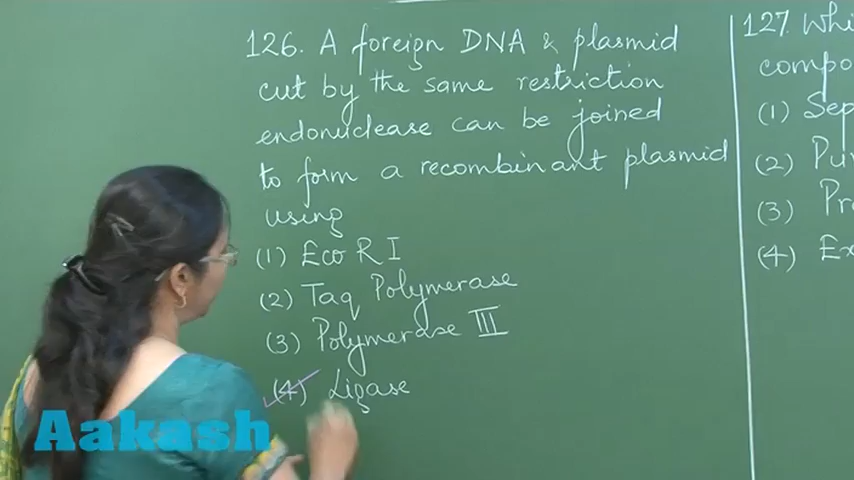 126. A foreign DNA & plasmid
cut by the same restriction
endonuclease can be joined
to form a recombinant plasmid
using
(1) Eco R I
(2) Taq Polymerase
(3) Polymerase III
(4) Ligase
127. Whi
compo
(1) Sep
(2) Pur
(3) Pro
(4) Ex
Aakash